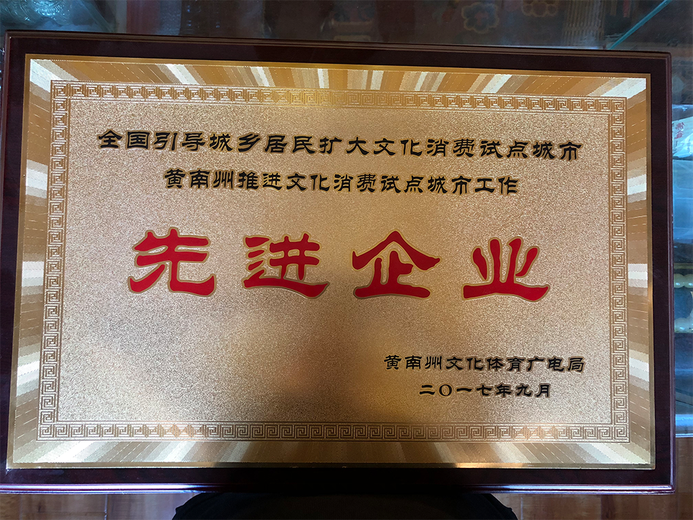 全国引导城乡居民扩大文化消费试点城市
黄南州推进文化消费试点城市工作
先进企业
黄南州文化体育广电局
二〇一七年九月